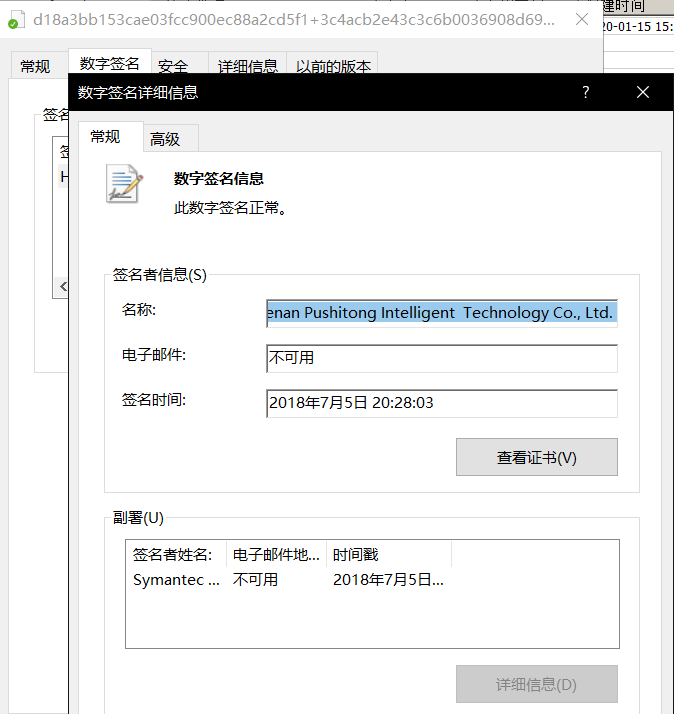 d18a3bb153cae03fcc900ec88a2cd5f1+3c4acb2e43c3c6b0036908d69...
建时间
20-01-15 15:
常规
数字签名
安全
详细信息
以前的版本
签名
数字签名详细信息
常规
高级
数字签名信息
此数字签名正常。
签名者信息(S)
名称:
enan Pushitong Intelligent  Technology Co., Ltd.
电子邮件:
不可用
签名时间:
2018年7月5日 20:28:03
查看证书(V)
副署(U)
签名者姓名:
电子邮件地...
时间戳
Symantec ...
不可用
2018年7月5日...
详细信息(D)